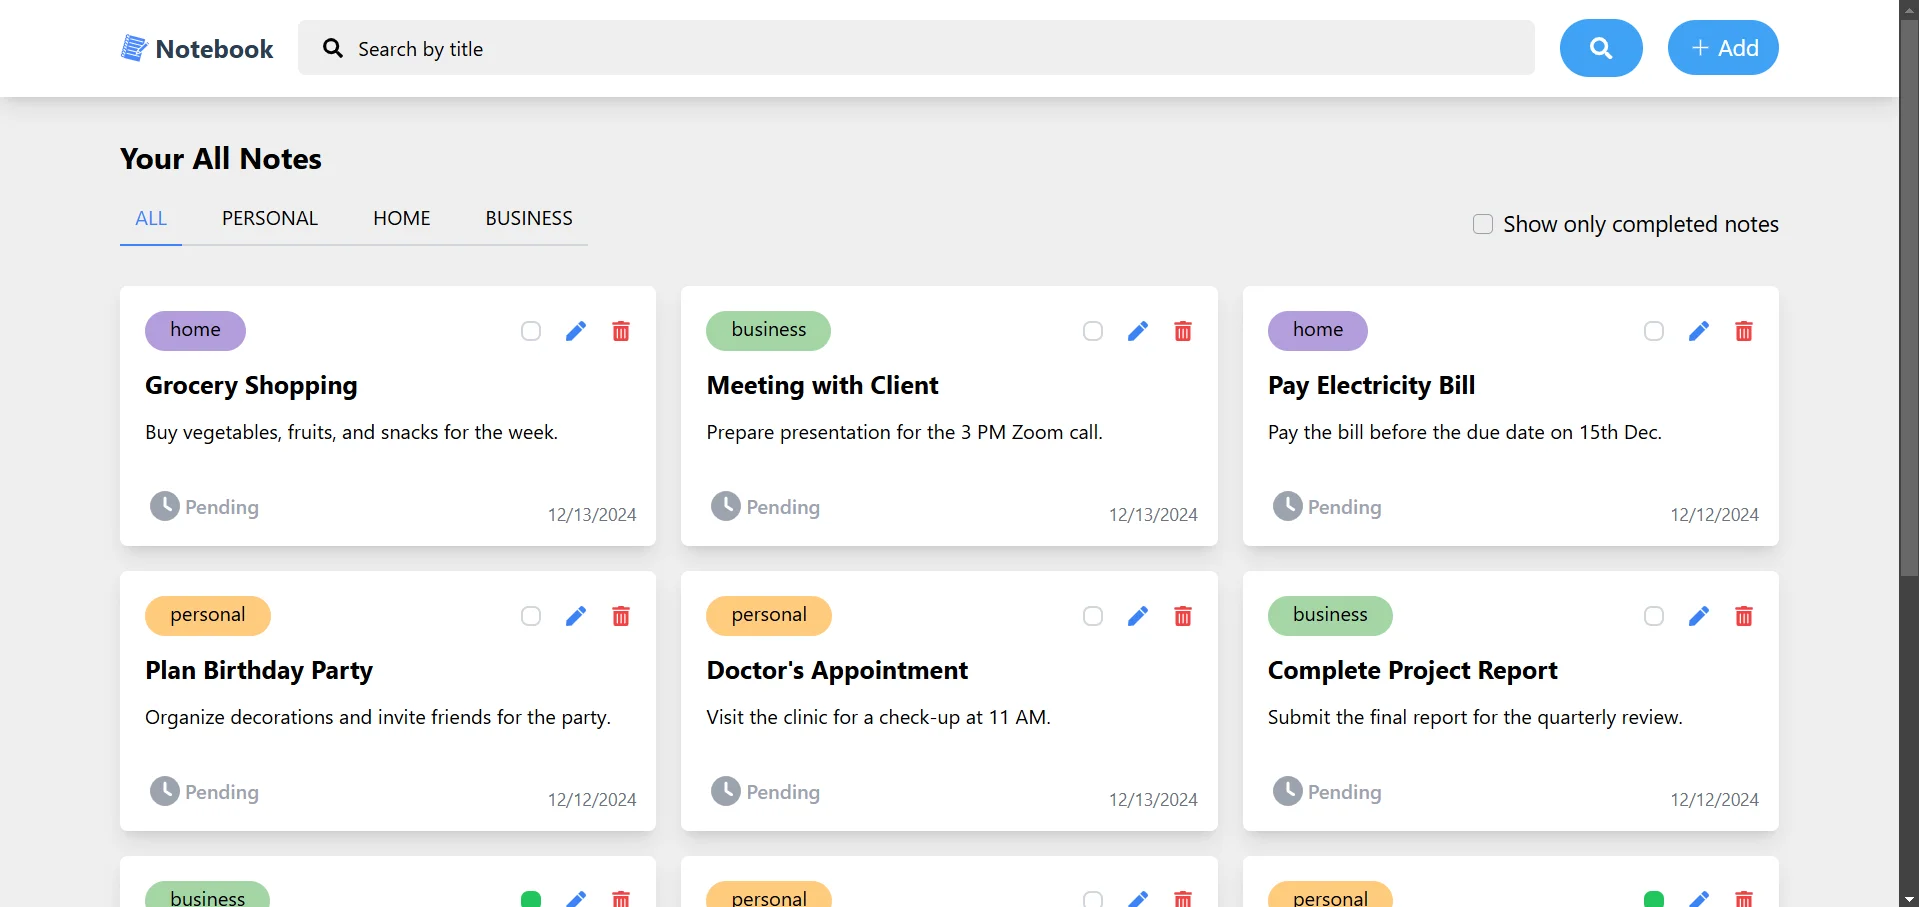 Notebook
Search by title
+ Add
Your All Notes
ALL PERSONAL HOME BUSINESS
Show only completed notes
home
Grocery Shopping
Buy vegetables, fruits, and snacks for the week.
Pending
12/13/2024
business
Meeting with Client
Prepare presentation for the 3 PM Zoom call.
Pending
12/13/2024
home
Pay Electricity Bill
Pay the bill before the due date on 15th Dec.
Pending
12/12/2024
personal
Plan Birthday Party
Organize decorations and invite friends for the party.
Pending
12/12/2024
personal
Doctor's Appointment
Visit the clinic for a check-up at 11 AM.
Pending
12/13/2024
business
Complete Project Report
Submit the final report for the quarterly review.
Pending
12/12/2024
business
personal
personal